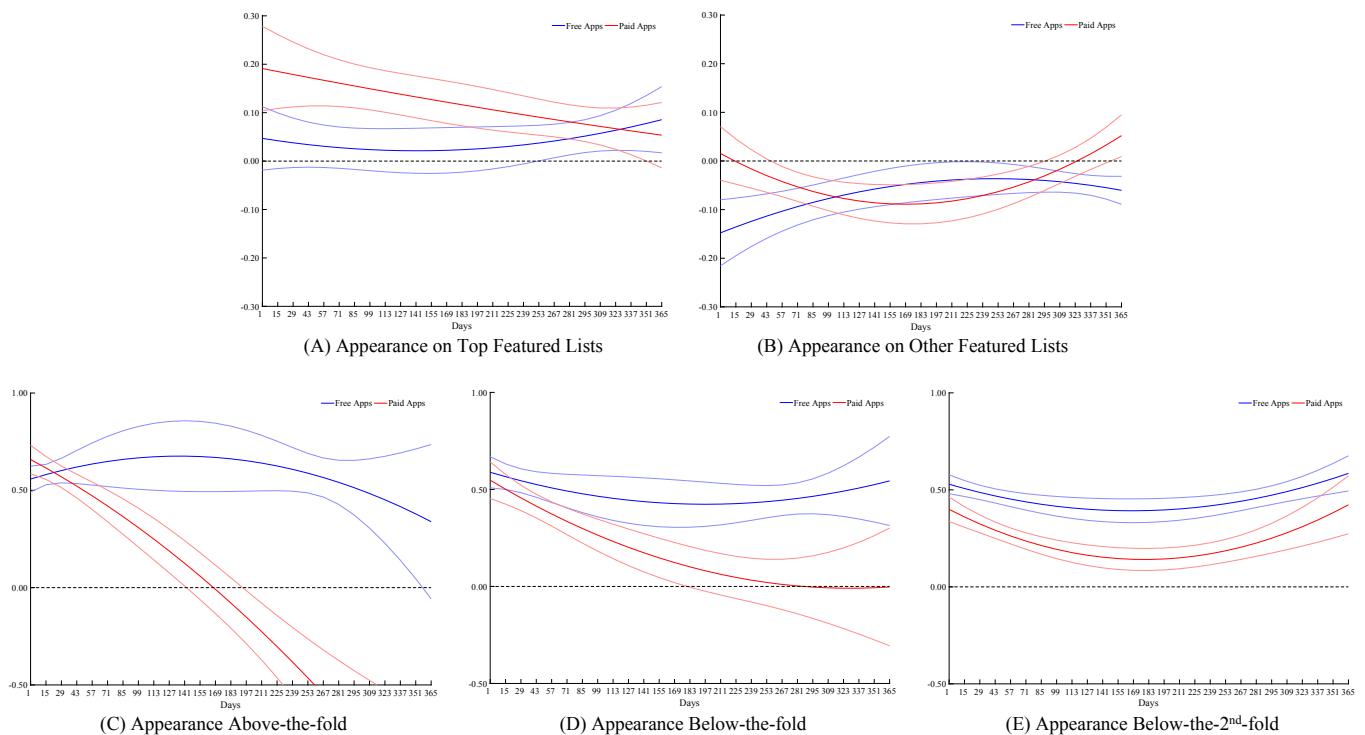 0.30
0.20
0.10
0.00
-0.10
-0.20
-0.30
Free Apps Paid Apps
1 15 29 43 57 71 85 99 113 127 141 155 169 183 197 211 225 239 253 267 281 295 309 323 337 351 365
Days
(A) Appearance on Top Featured Lists
0.30
0.20
0.10
0.00
-0.10
-0.20
-0.30
Free Apps Paid Apps
1 15 29 43 57 71 85 99 113 127 141 155 169 183 197 211 225 239 253 267 281 295 309 323 337 351 365
Days
(B) Appearance on Other Featured Lists
1.00
0.50
0.00
-0.50
Free Apps Paid Apps
1 15 29 43 57 71 85 99 113 127 141 155 169 183 197 211 225 239 253 267 281 295 309 323 337 351 365
Days
(C) Appearance Above-the-fold
1.00
0.50
0.00
-0.50
Free Apps Paid Apps
1 15 29 43 57 71 85 99 113 127 141 155 169 183 197 211 225 239 253 267 281 295 309 323 337 351 365
Days
(D) Appearance Below-the-fold
1.00
0.50
0.00
-0.50
Free Apps Paid Apps
1 15 29 43 57 71 85 99 113 127 141 155 169 183 197 211 225 239 253 267 281 295 309 323 337 351 365
Days
(E) Appearance Below-the-2nd-fold